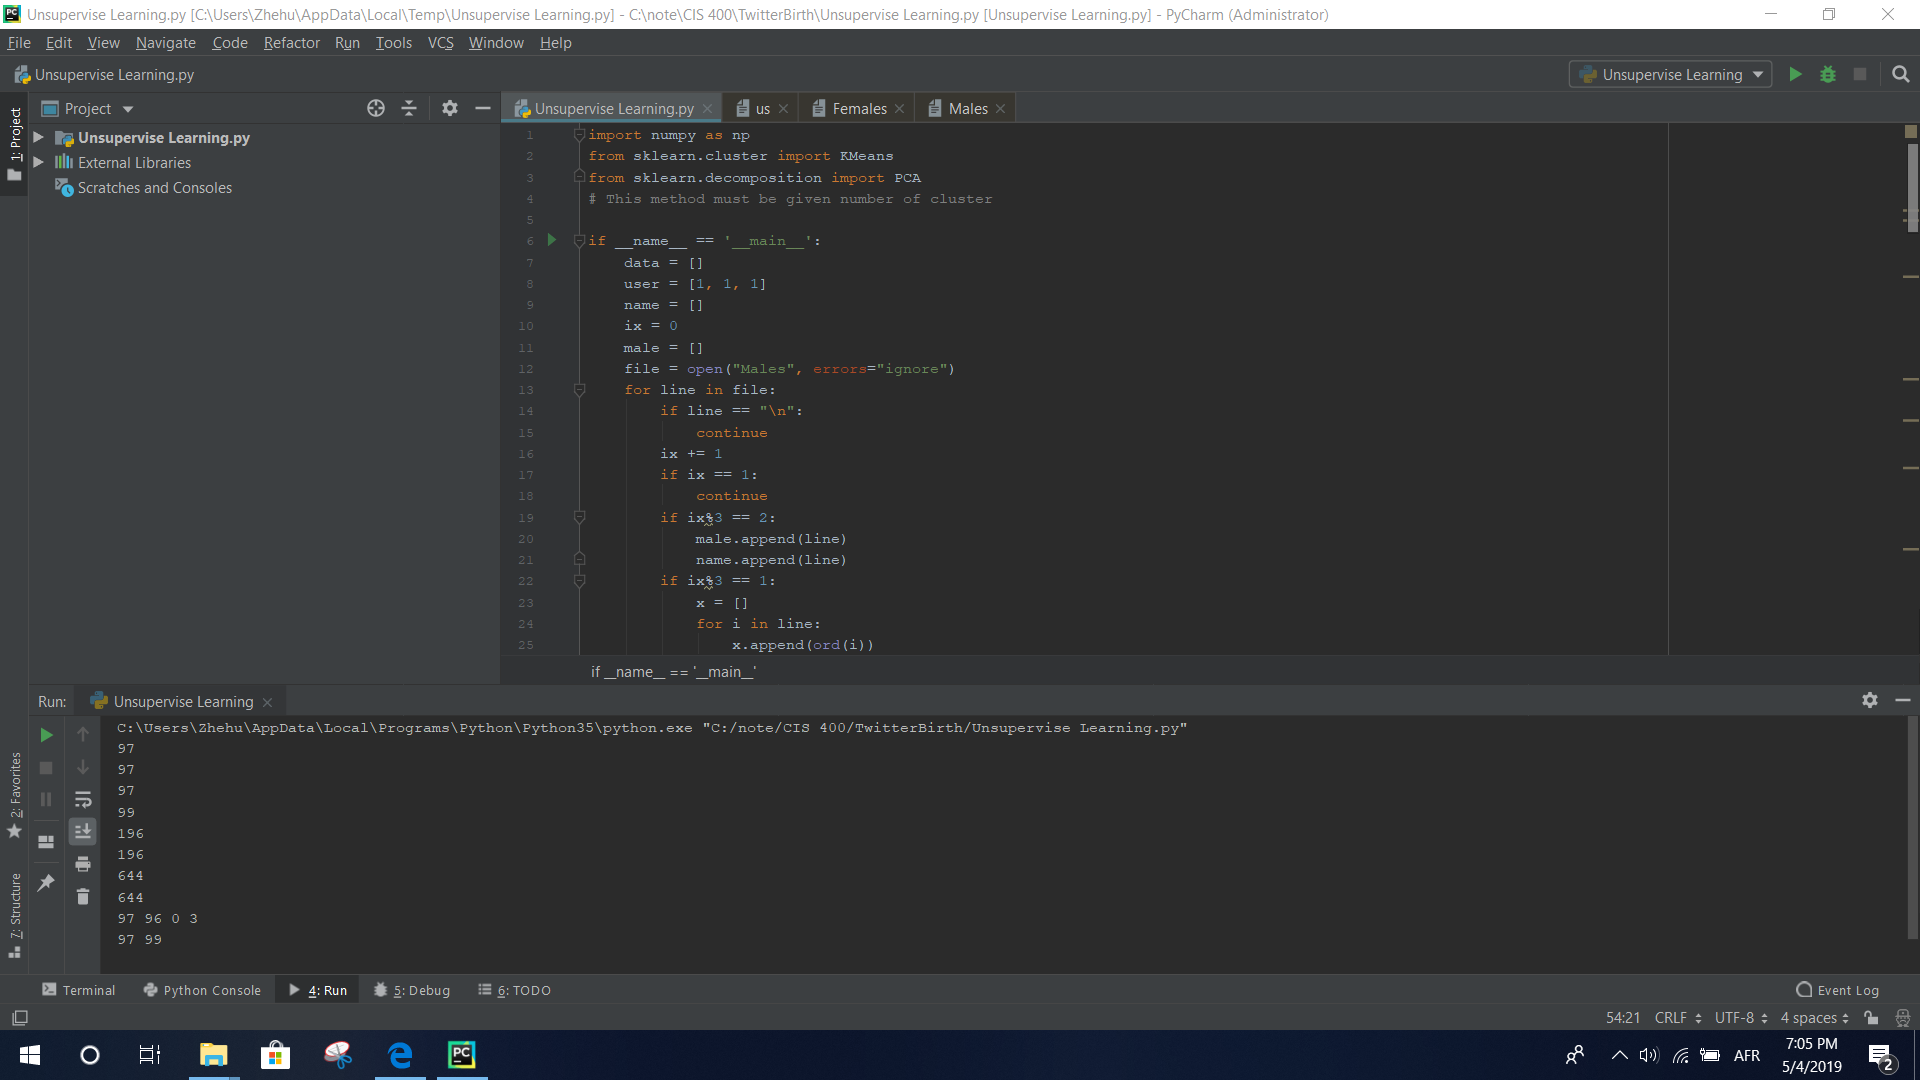 Unsupervise Learning.py [C:\Users\Zhehu\AppData\Local\Temp\Unsupervise Learning.py] - C:\note\CIS 400\TwitterBirth\Unsupervise Learning.py [Unsupervise Learning.py] - PyCharm (Administrator)
File Edit View Navigate Code Refactor Run Tools VCS Window Help
Unsupervise Learning.py
Unsupervise Learning
1: Project
Project
Unsupervise Learning.py
External Libraries
Scratches and Consoles
Unsupervise Learning.py us Females Males
1 import numpy as np
2 from sklearn.cluster import KMeans
3 from sklearn.decomposition import PCA
4 # This method must be given number of cluster
5
6 if __name__ == '__main__':
7 data = []
8 user = [1, 1, 1]
9 name = []
10 ix = 0
11 male = []
12 file = open("Males", errors="ignore")
13 for line in file:
14 if line == "\n":
15 continue
16 ix += 1
17 if ix == 1:
18 continue
19 if ix%3 == 2:
20 male.append(line)
21 name.append(line)
22 if ix%3 == 1:
23 x = []
24 for i in line:
25 x.append(ord(i))
if __name__ == '__main__'
Run: Unsupervise Learning
C:\Users\Zhehu\AppData\Local\Programs\Python\Python35\python.exe "C:/note/CIS 400/TwitterBirth/Unsupervise Learning.py"
97
97
97
99
196
196
644
644
97 96 0 3
97 99
2: Favorites
7: Structure
Terminal Python Console 4: Run 5: Debug 6: TODO Event Log
54:21 CRLF UTF-8 4 spaces
PC AFR 7:05 PM
5/4/2019 2